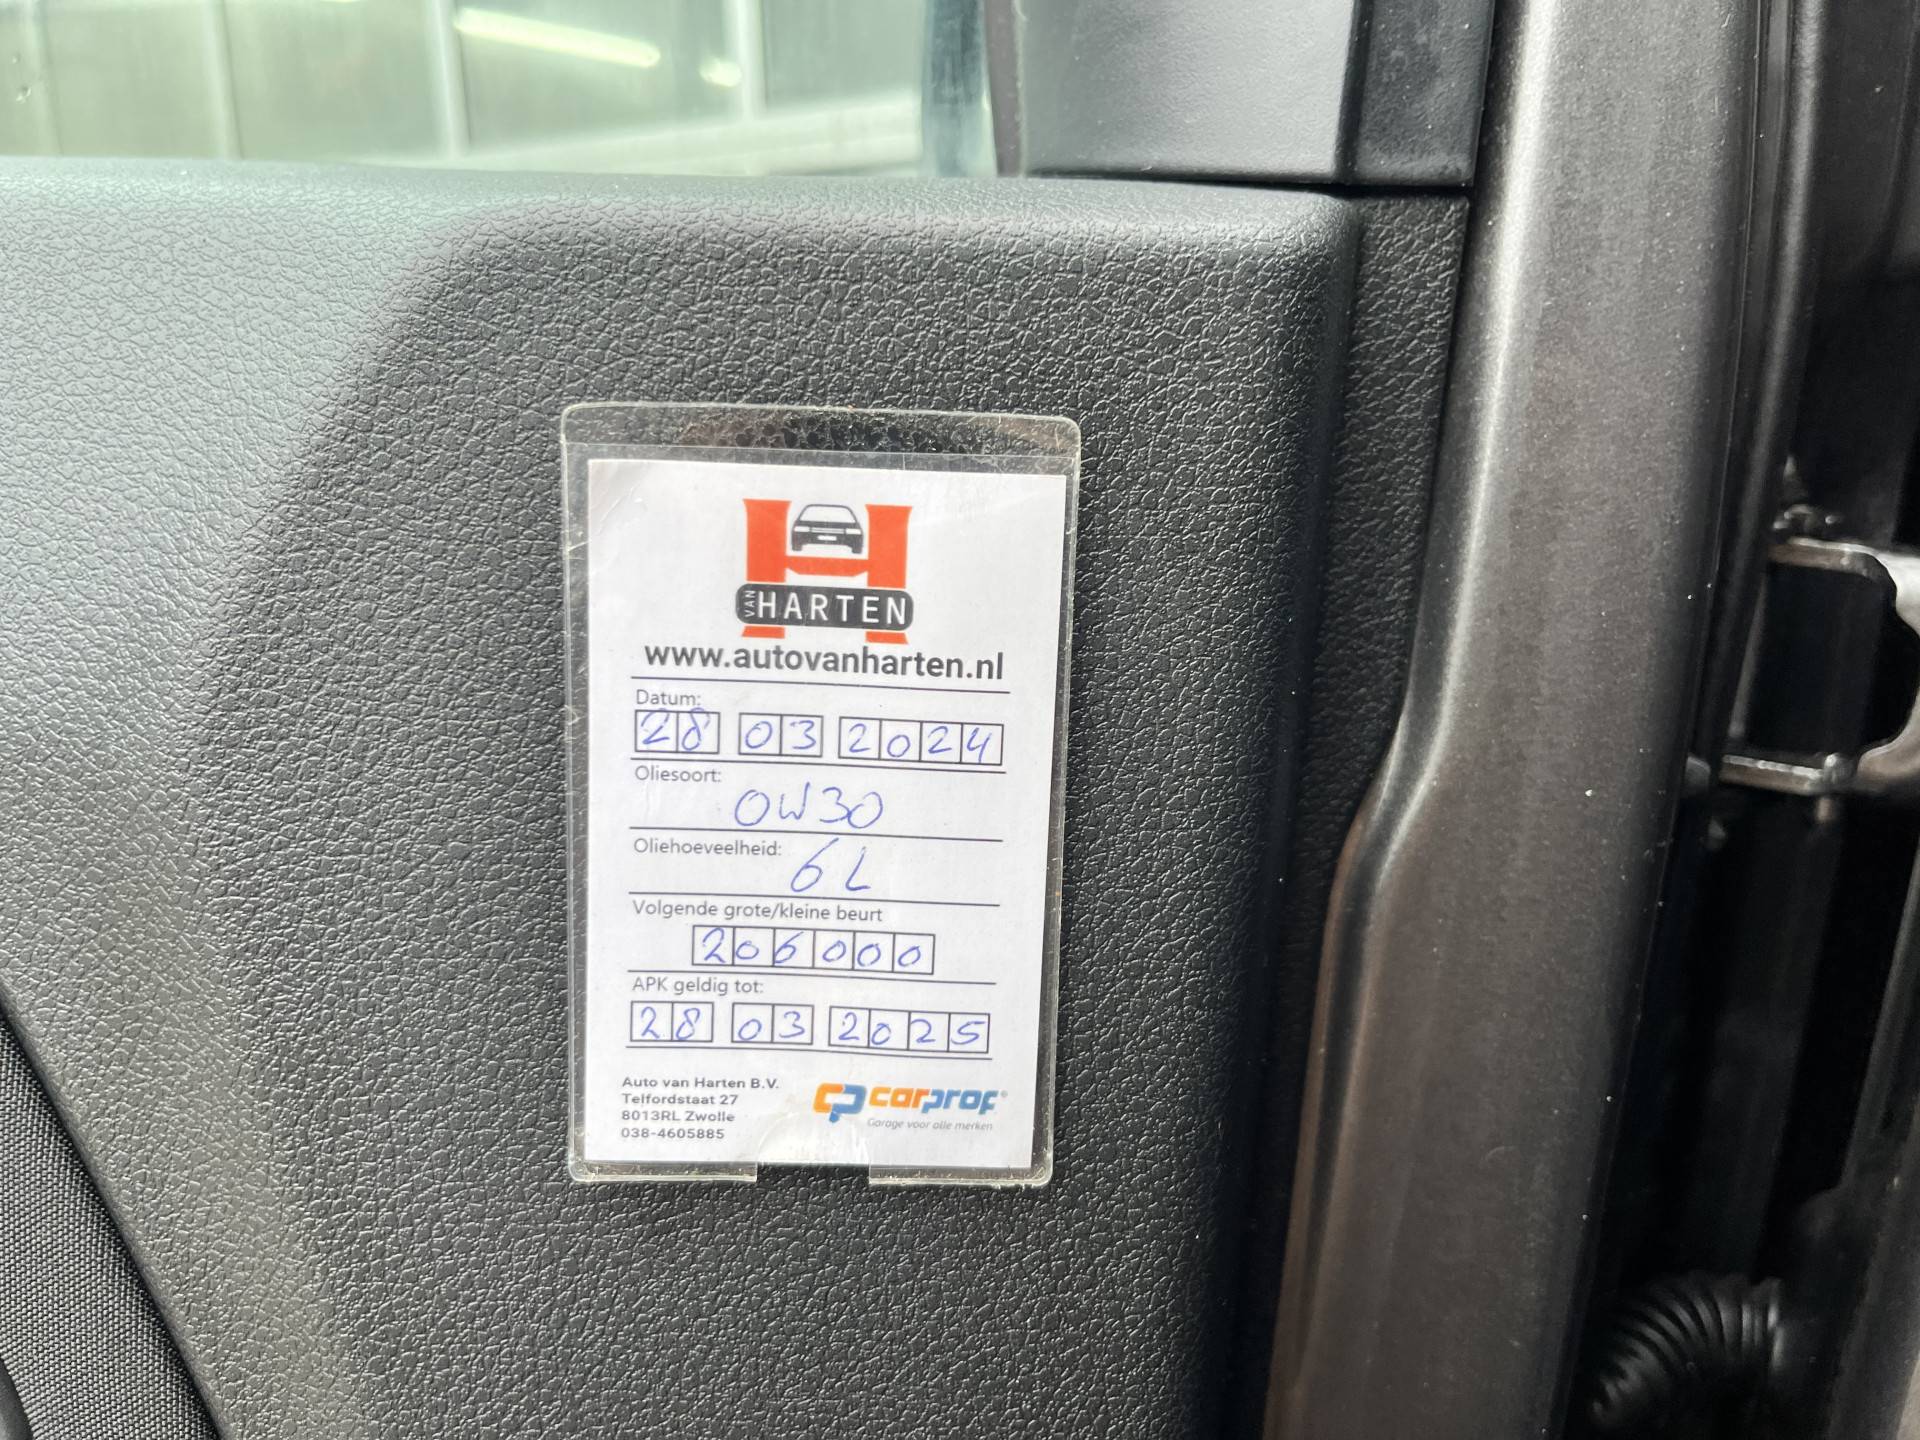 VAN HARTEN
www.autovanharten.nl
Datum:
28 03 2024
Oliesoort:
0W30
Oliehoeveelheid: 6L
Volgende grote/kleine beurt
206000
APK geldig tot:
28 03 2025
Auto van Harten B.V.
Telfordstaat 27
8013RL Zwolle
038-4605885
CP carprof®
Garage voor alle merken